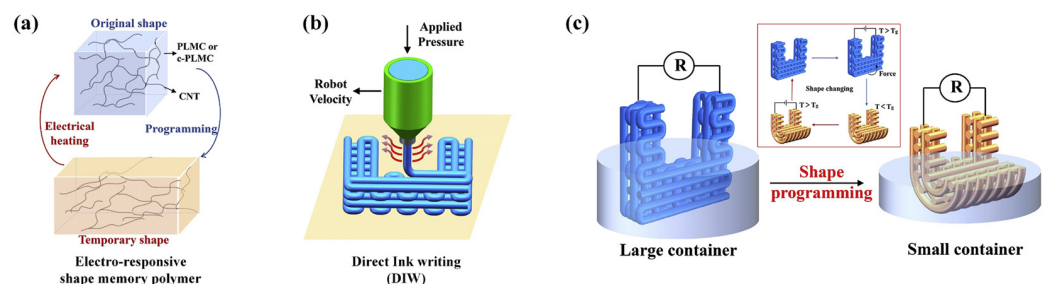 (a)
Original shape
PLMC or
c-PLMC
CNT
Electrical
heating
Programming
Temporary shape
Electro-responsive
shape memory polymer
(b)
Applied
Pressure
Robot
Velocity
Direct Ink writing
(DIW)
(c)
R
T > Tg
Force
Shape changing
T > Tg
T < Tg
R
Shape
programming
Large container
Small container